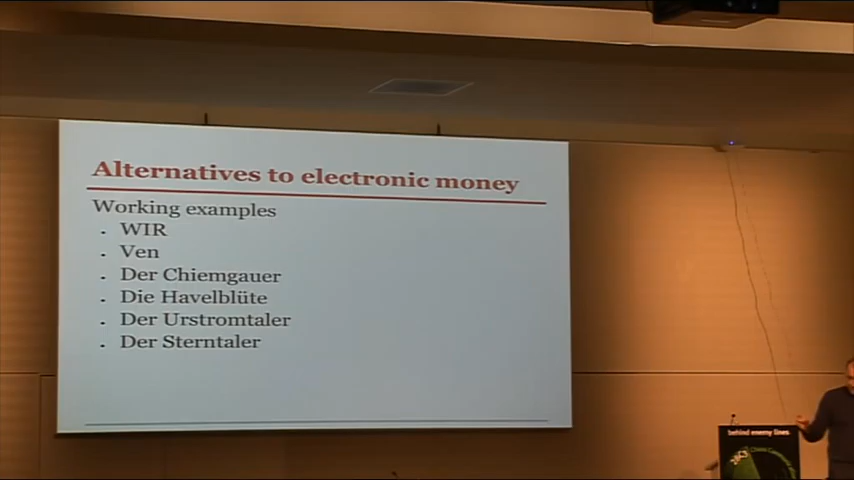 Alternatives to electronic money
Working examples of
WIR
Ven
Der Chiemgauer
Die Havelblüte
Der Urstromtaler
Der Sterntaler
behind enemy lines